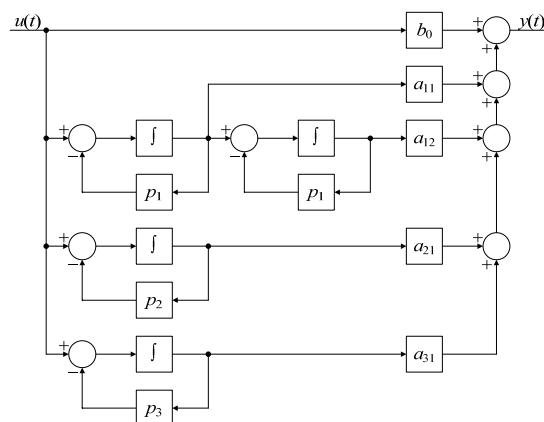 u(t) b₀ + y(t)
+
a₁₁ +
+
+ ∫ + ∫ a₁₂ +
− − +
p₁ p₁
+ ∫ a₂₁ +
− +
p₂
+ ∫ a₃₁
−
p₃